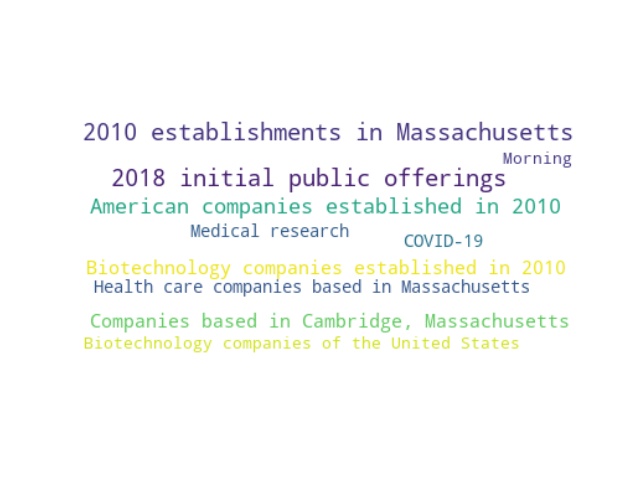 2010 establishments in Massachusetts
Morning
2018 initial public offerings
American companies established in 2010
Medical research
COVID-19
Biotechnology companies established in 2010
Health care companies based in Massachusetts
Companies based in Cambridge, Massachusetts
Biotechnology companies of the United States